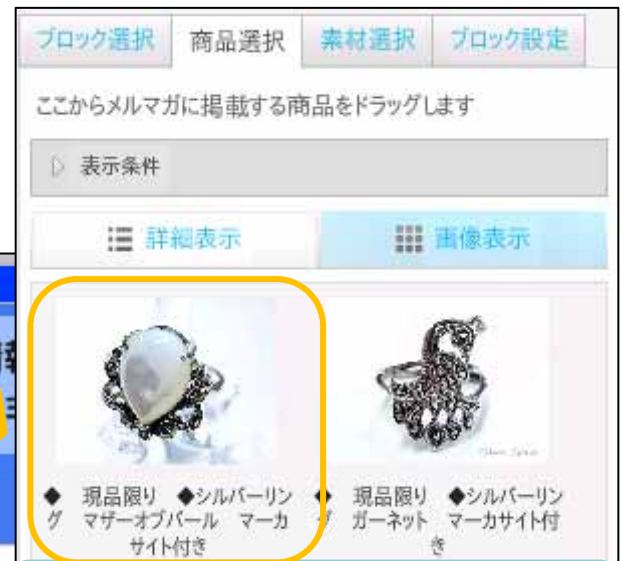 ブロック選択 商品選択 素材選択 ブロック設定
ここからメルマガに掲載する商品をドラッグします
表示条件
詳細表示 画像表示
◆ 現品限り ◆シルバーリン
グ マザーオブパール マーカ
サイト付き
◆ 現品限り ◆シルバーリン
グ ガーネット マーカサイト付
き